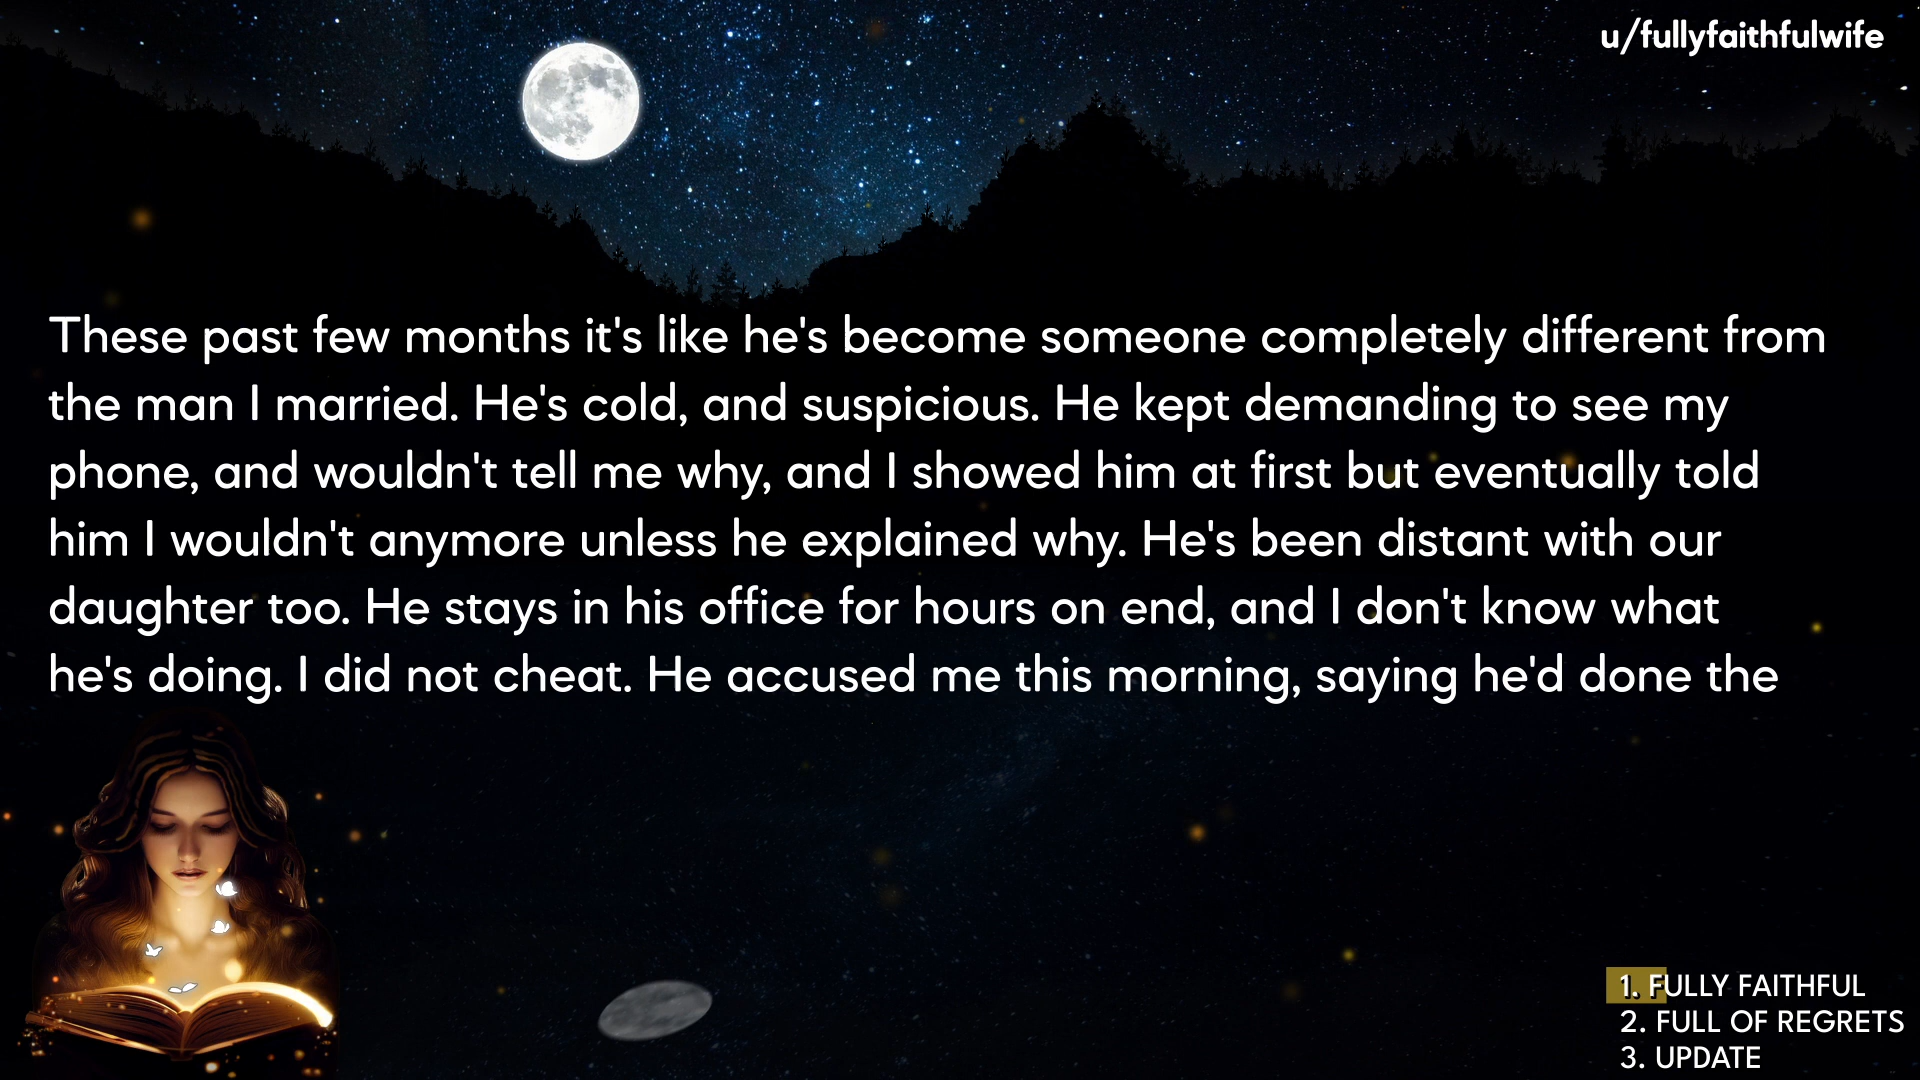 u/fullyfaithfulwife
These past few months it's like he's become someone completely different from
the man I married. He's cold, and suspicious. He kept demanding to see my
phone, and wouldn't tell me why, and I showed him at first but eventually told
him I wouldn't anymore unless he explained why. He's been distant with our
daughter too. He stays in his office for hours on end, and I don't know what
he's doing. I did not cheat. He accused me this morning, saying he'd done the
1. FULLY FAITHFUL
2. FULL OF REGRETS
3. UPDATE